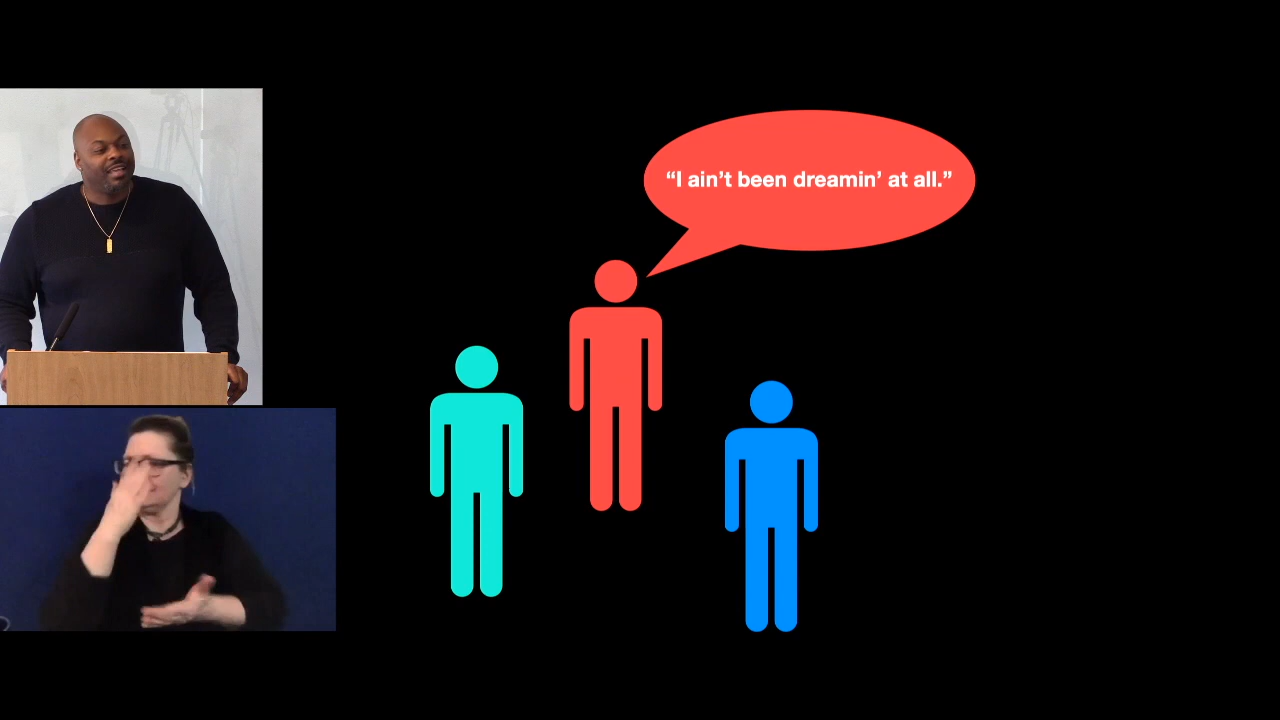 “I ain’t been dreamin’ at all.”